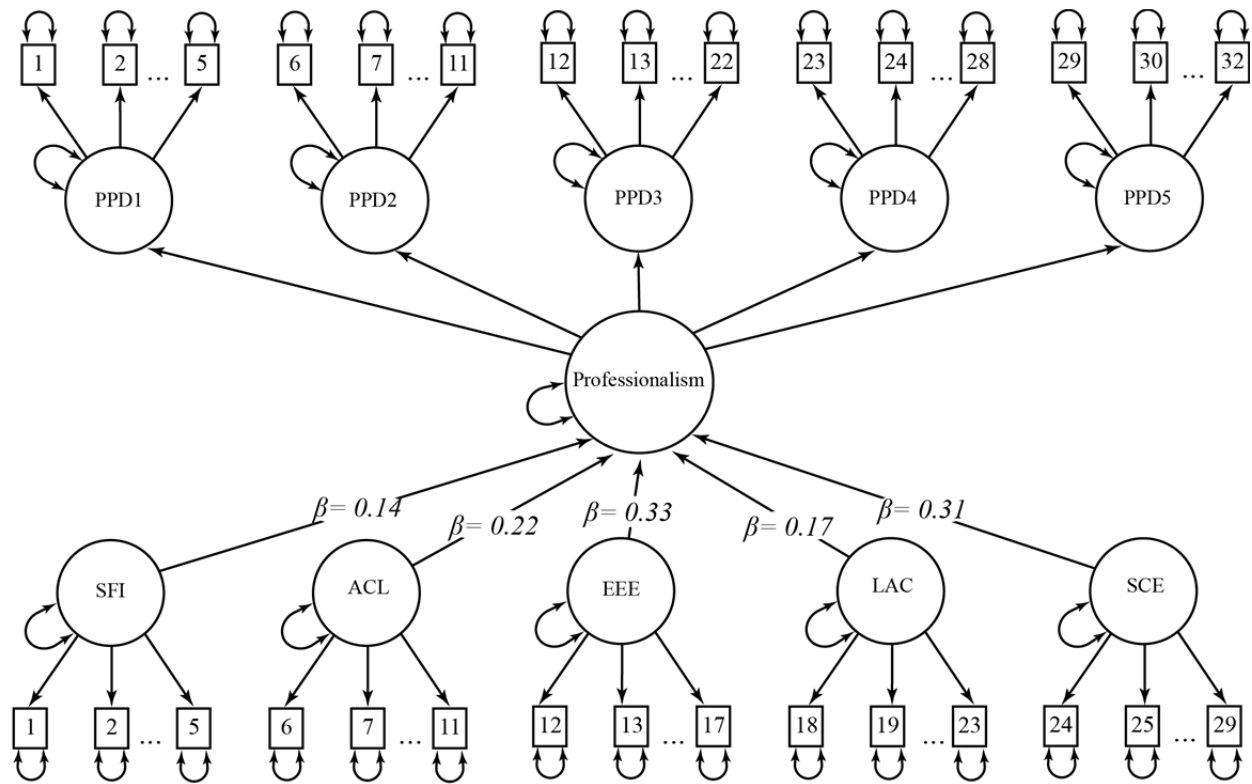 1 2 ... 5 6 7 ... 11 12 13 ... 22 23 24 ... 28 29 30 ... 32
PPD1 PPD2 PPD3 PPD4 PPD5
Professionalism
β= 0.14 β= 0.22 β= 0.33 β= 0.17 β= 0.31
SFI ACL EEE LAC SCE
1 2 ... 5 6 7 ... 11 12 13 ... 17 18 19 ... 23 24 25 ... 29